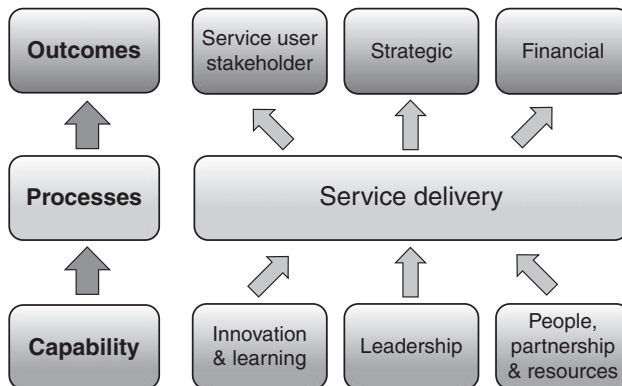 Outcomes
Service user
stakeholder
Strategic
Financial
Processes
Service delivery
Capability
Innovation
& learning
Leadership
People,
partnership
& resources